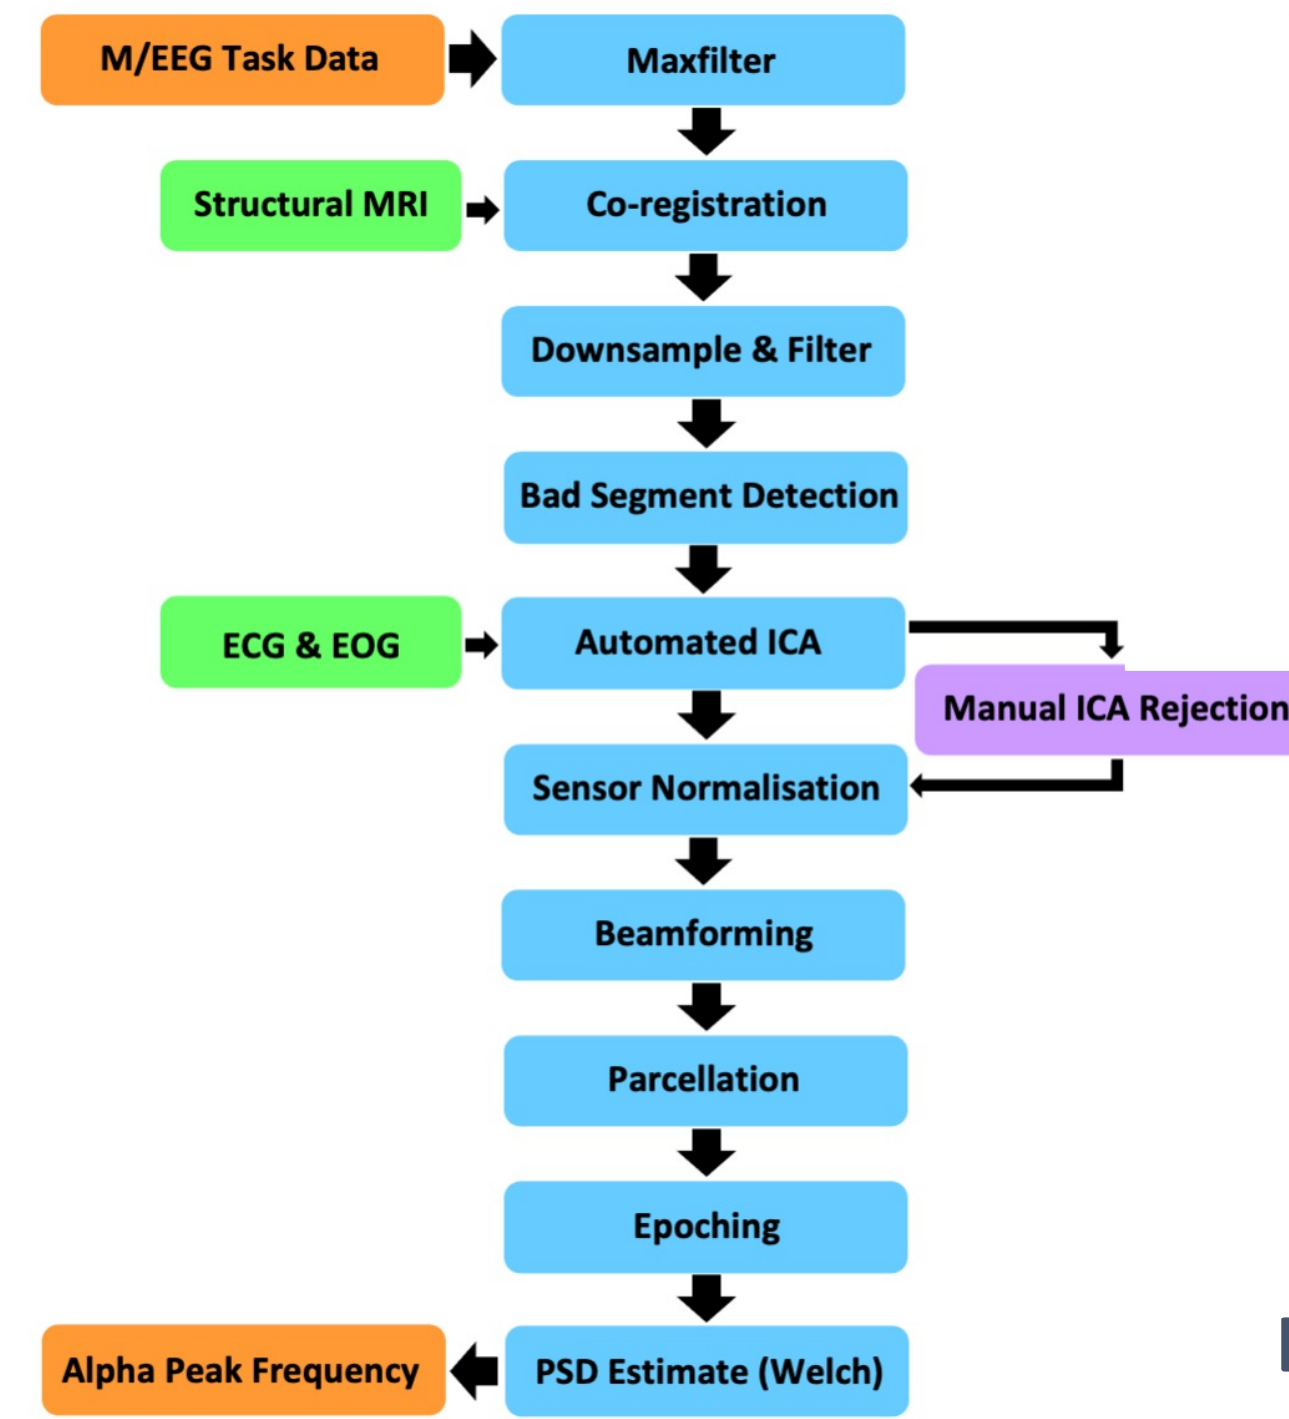 M/EEG Task Data
Maxfilter
Structural MRI
Co-registration
Downsample & Filter
Bad Segment Detection
ECG & EOG
Automated ICA
Manual ICA Rejection
Sensor Normalisation
Beamforming
Parcellation
Epoching
Alpha Peak Frequency
PSD Estimate (Welch)